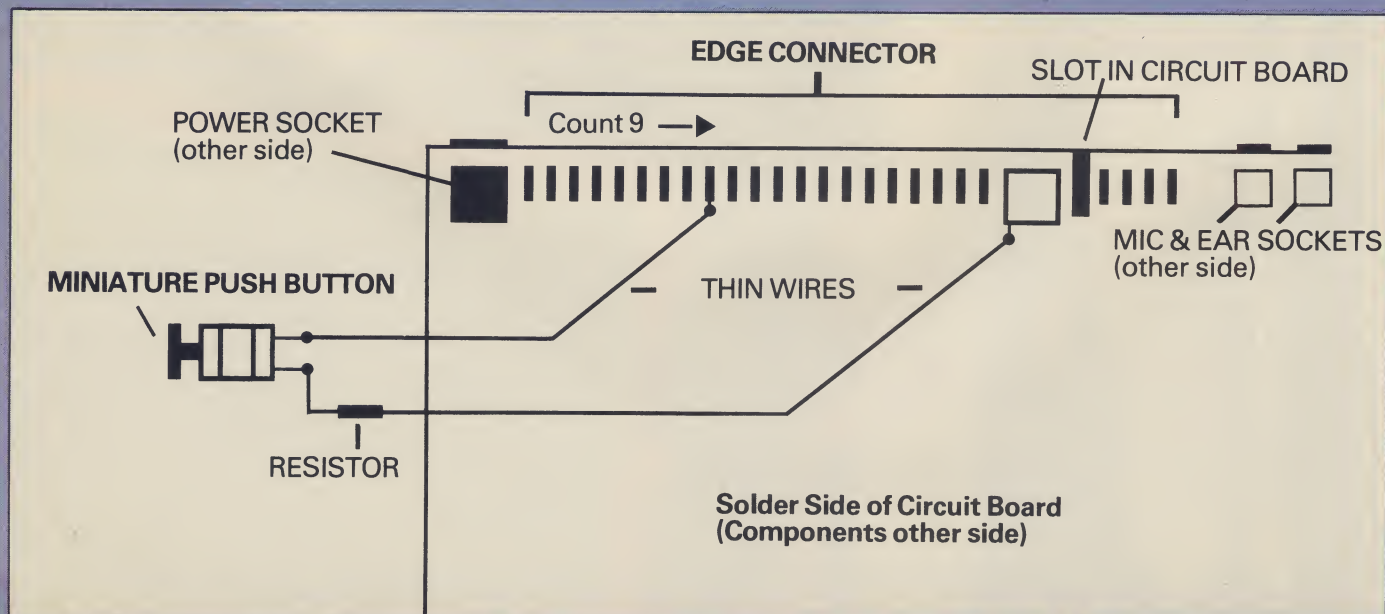 EDGE CONNECTOR
SLOT IN CIRCUIT BOARD
POWER SOCKET
(other side)
Count 9
MIC & EAR SOCKETS
(other side)
MINIATURE PUSH BUTTON
THIN WIRES
RESISTOR
Solder Side of Circuit Board
(Components other side)